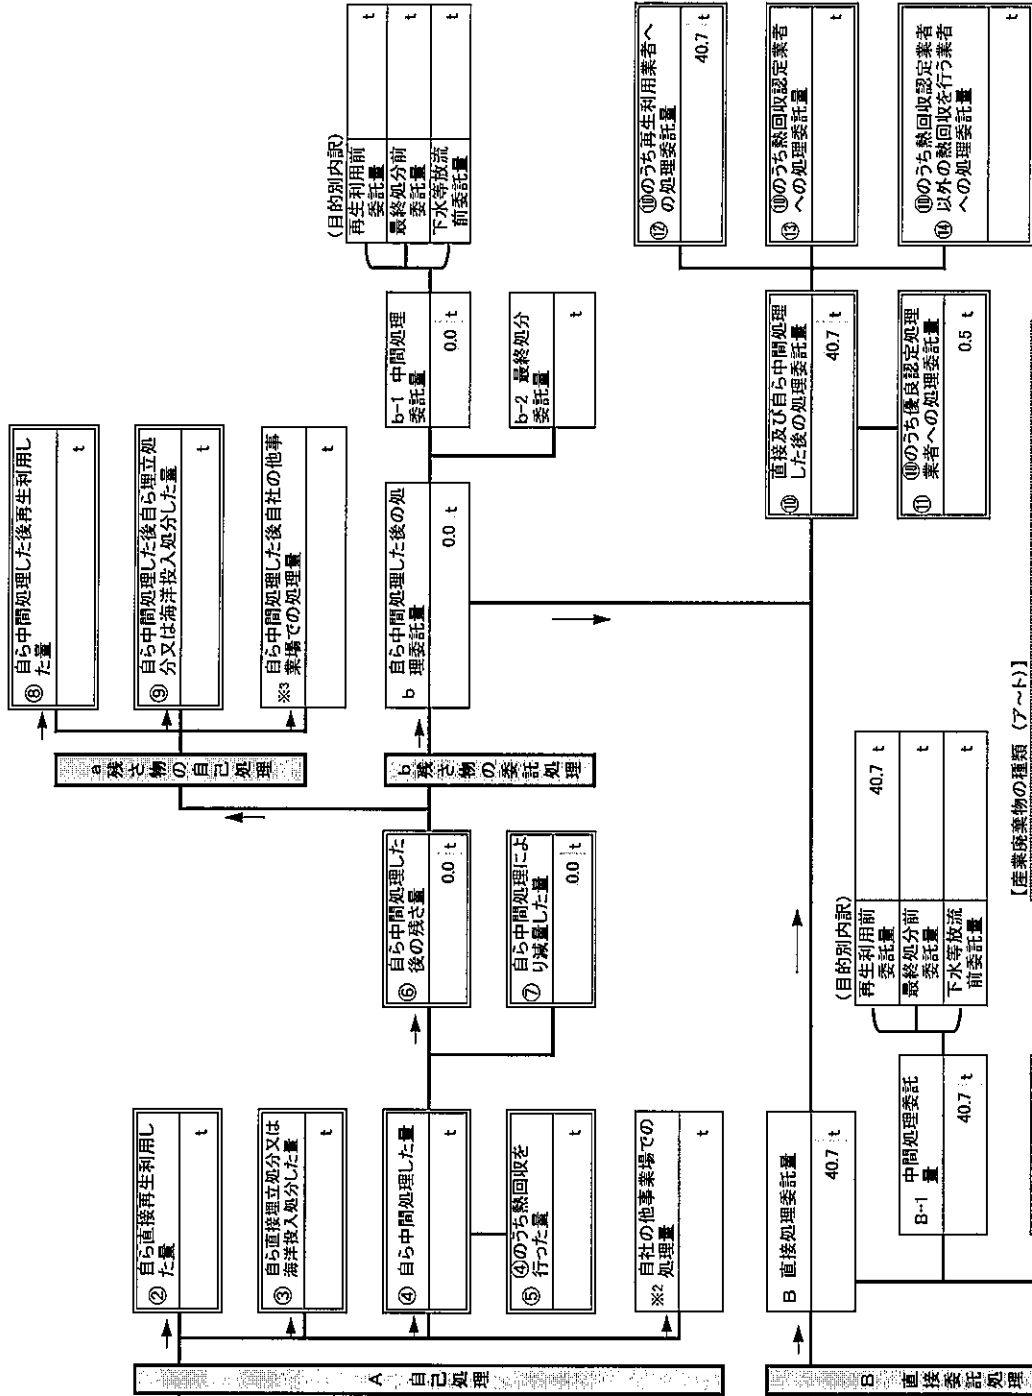 A 自己処理
② 自ら直接再生利用し
た量
t
③ 自ら直接埋立処分又は
海洋投入処分した量
t
④ 自ら中間処理した量
t
⑤ ④のうち熱回収を
行った量
t
※2 自社の他事業場での
処理量
t
⑥ 自ら中間処理した
後の残さ量
0.0 t
⑦ 自ら中間処理によ
り減量した量
0.0 t
a 残さ物の自己処理
⑧ 自ら中間処理した後再生利用し
た量
t
⑨ 自ら中間処理した後自ら埋立処
分又は海洋投入処分した量
t
※3 自ら中間処理した後自社の他事
業場での処理量
t
b 残さ物の委託処理
b 自ら中間処理した後の処
理委託量
0.0 t
b-1 中間処理
委託量
0.0 t
b-2 最終処分
委託量
t
(目的別内訳)
再生利用前
委託量
t
最終処分前
委託量
t
下水等放流
前委託量
t
B 直接委託処理
B 直接処理委託量
40.7 t
B-1 中間処理委託
量
40.7 t
(目的別内訳)
再生利用前
委託量
40.7 t
最終処分前
委託量
t
下水等放流
前委託量
t
⑩ 直接及び自ら中間処理
した後の処理委託量
40.7 t
⑪ ⑩のうち優良認定処理
業者への処理委託量
0.5 t
⑫ ⑩のうち再生利用業者へ
の処理委託量
40.7 t
⑬ ⑩のうち熱回収認定業者
への処理委託量
t
⑭ ⑩のうち熱回収認定業者
以外の熱回収を行う業者
への処理委託量
t
【産業廃棄物の種類 (ア~ト)】